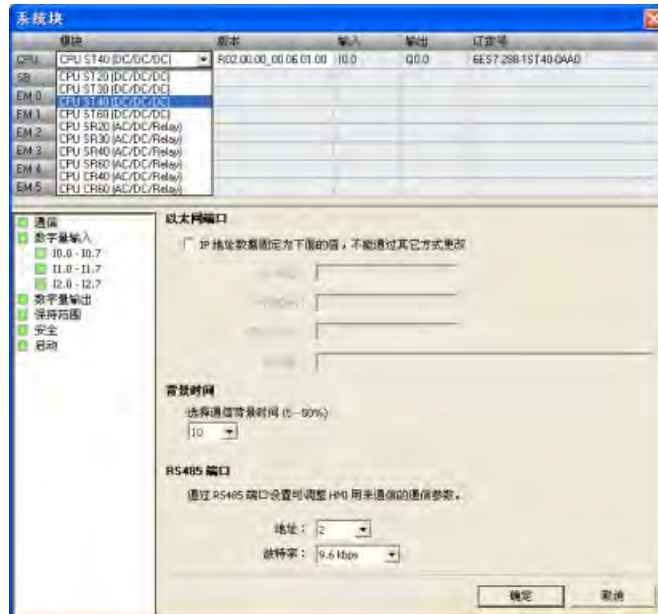 系统块
模块 版本 输入 输出 订货号
CPU CPU ST40 (DC/DC/DC) R02.00.00_00.06.01.00 I0.0 Q0.0 6ES7 288-1ST40-0AA0
SB CPU ST20 (DC/DC/DC)
CPU ST30 (DC/DC/DC)
EM 0 CPU ST40 (DC/DC/DC)
EM 1 CPU ST60 (DC/DC/DC)
CPU SR20 (AC/DC/Relay)
EM 2 CPU SR30 (AC/DC/Relay)
EM 3 CPU SR40 (AC/DC/Relay)
CPU SR60 (AC/DC/Relay)
EM 4 CPU CR40 (AC/DC/Relay)
EM 5 CPU CR60 (AC/DC/Relay)
通信
数字量输入
I0.0 - I0.7
I1.0 - I1.7
I2.0 - I2.7
数字量输出
保持范围
安全
启动
以太网端口
IP 地址数据固定为下面的值，不能通过其它方式更改
背景时间
选择通信背景时间 (5 - 50%)
10
RS485 端口
通过 RS485 端口设置可调整 HMI 用来通信的通信参数。
地址： 2
波特率： 9.6 kbps
确定 取消